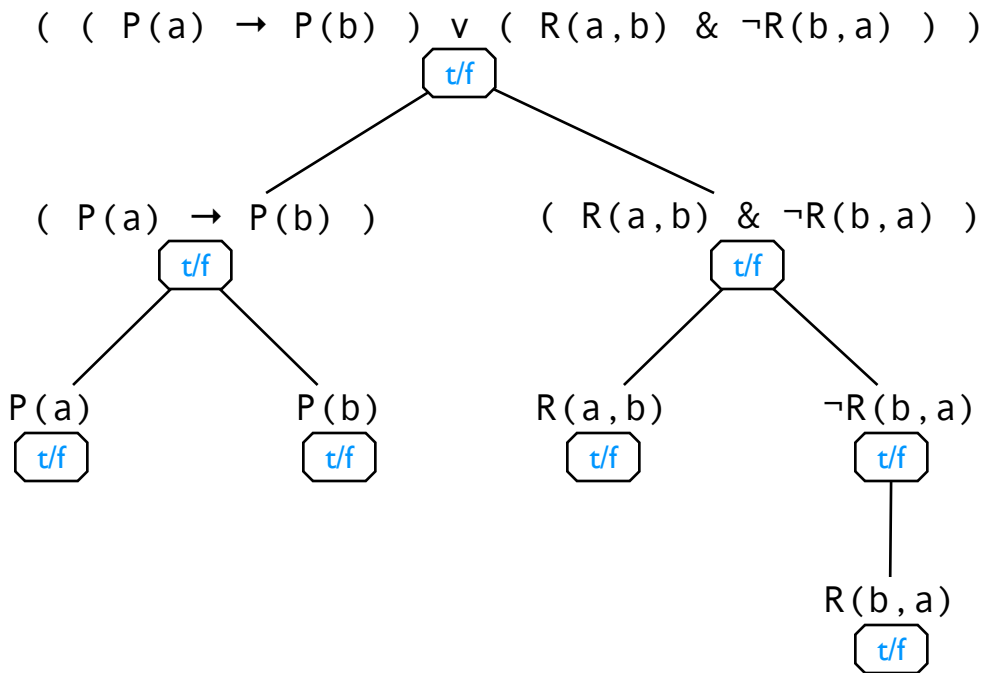 ( ( P(a) → P(b) ) v ( R(a,b) & ¬R(b,a) ) )
t/f
( P(a) → P(b) ) ( R(a,b) & ¬R(b,a) )
t/f t/f
P(a) P(b) R(a,b) ¬R(b,a)
t/f t/f t/f t/f
R(b,a)
t/f